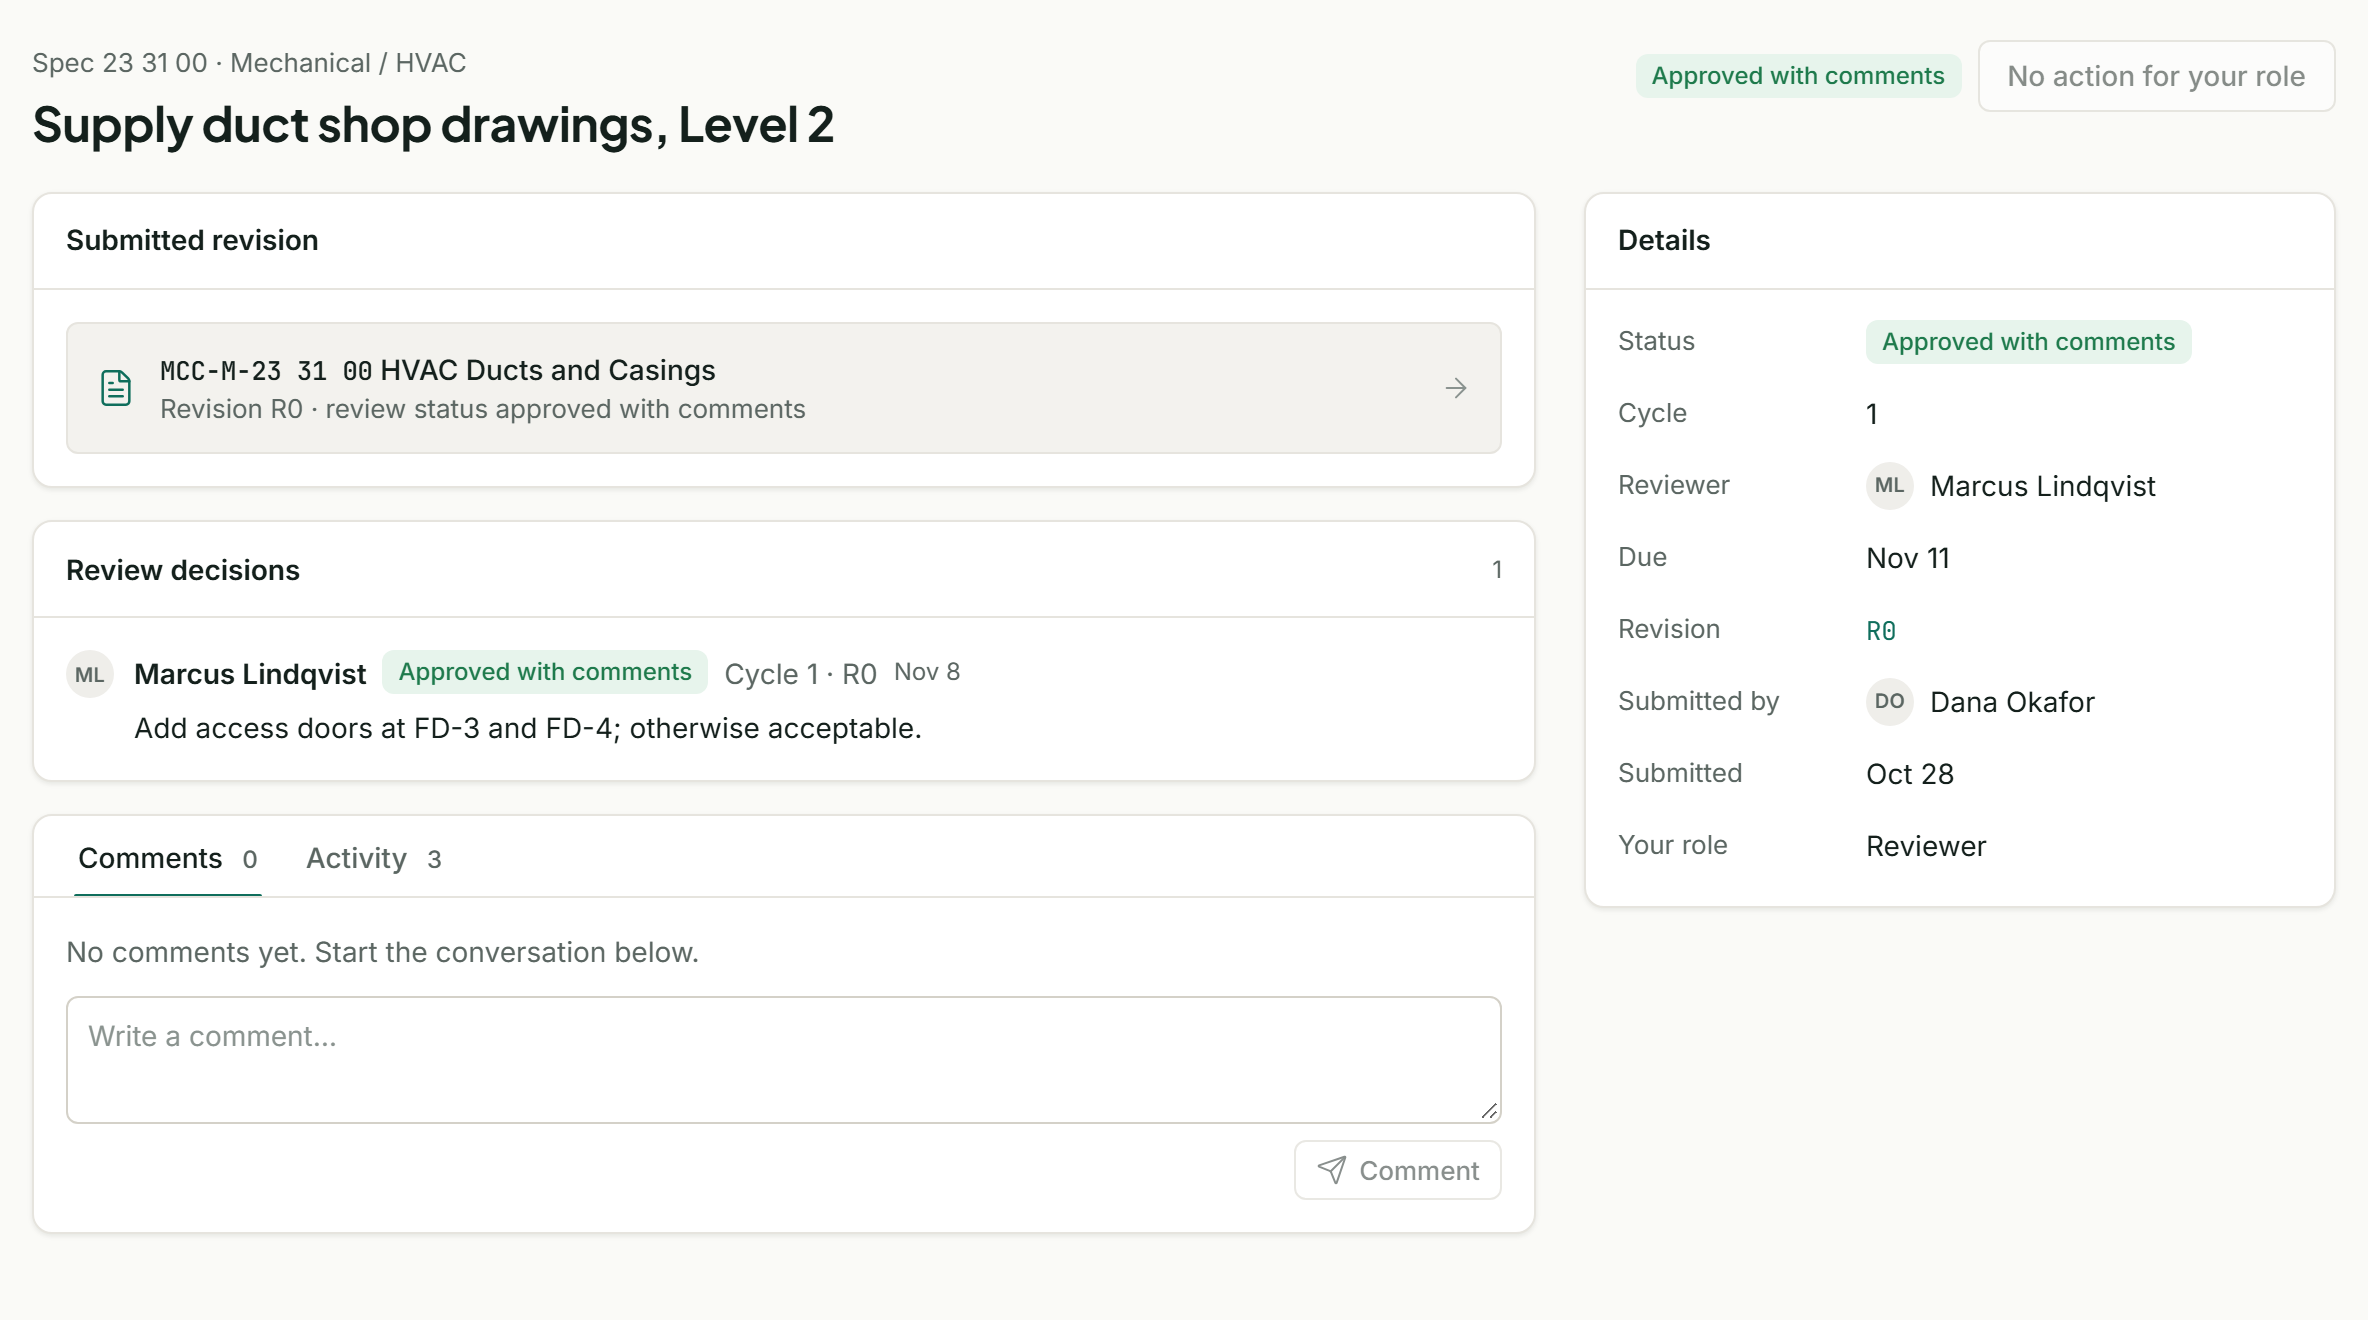 Spec 23 31 00 · Mechanical / HVAC
Supply duct shop drawings, Level 2
Approved with comments
No action for your role
Submitted revision
MCC-M-23 31 00 HVAC Ducts and Casings
Revision R0 · review status approved with comments
Review decisions 1
ML Marcus Lindqvist Approved with comments Cycle 1 · R0 Nov 8
Add access doors at FD-3 and FD-4; otherwise acceptable.
Comments 0 Activity 3
No comments yet. Start the conversation below.
Write a comment...
Comment
Details
Status Approved with comments
Cycle 1
Reviewer ML Marcus Lindqvist
Due Nov 11
Revision R0
Submitted by DO Dana Okafor
Submitted Oct 28
Your role Reviewer